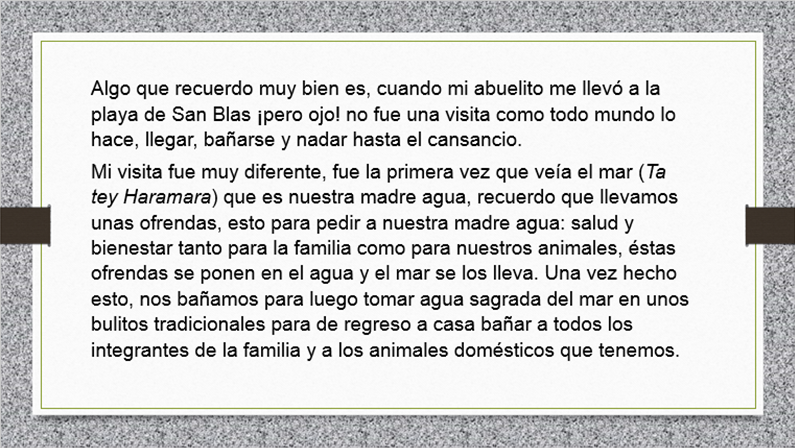 Algo que recuerdo muy bien es, cuando mi abuelito me llevó a la
playa de San Blas ¡pero ojo! no fue una visita como todo mundo lo
hace, llegar, bañarse y nadar hasta el cansancio.
Mi visita fue muy diferente, fue la primera vez que veía el mar (Ta
tey Haramara) que es nuestra madre agua, recuerdo que llevamos
unas ofrendas, esto para pedir a nuestra madre agua: salud y
bienestar tanto para la familia como para nuestros animales, éstas
ofrendas se ponen en el agua y el mar se los lleva. Una vez hecho
esto, nos bañamos para luego tomar agua sagrada del mar en unos
bulitos tradicionales para de regreso a casa bañar a todos los
integrantes de la familia y a los animales domésticos que tenemos.